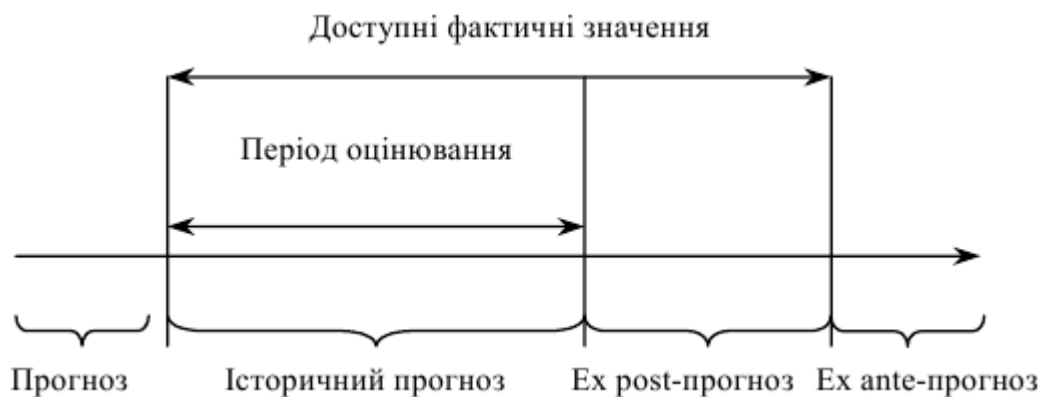 Доступні фактичні значення
Період оцінювання
Прогноз Історичний прогноз Ex post-прогноз Ex ante-прогноз